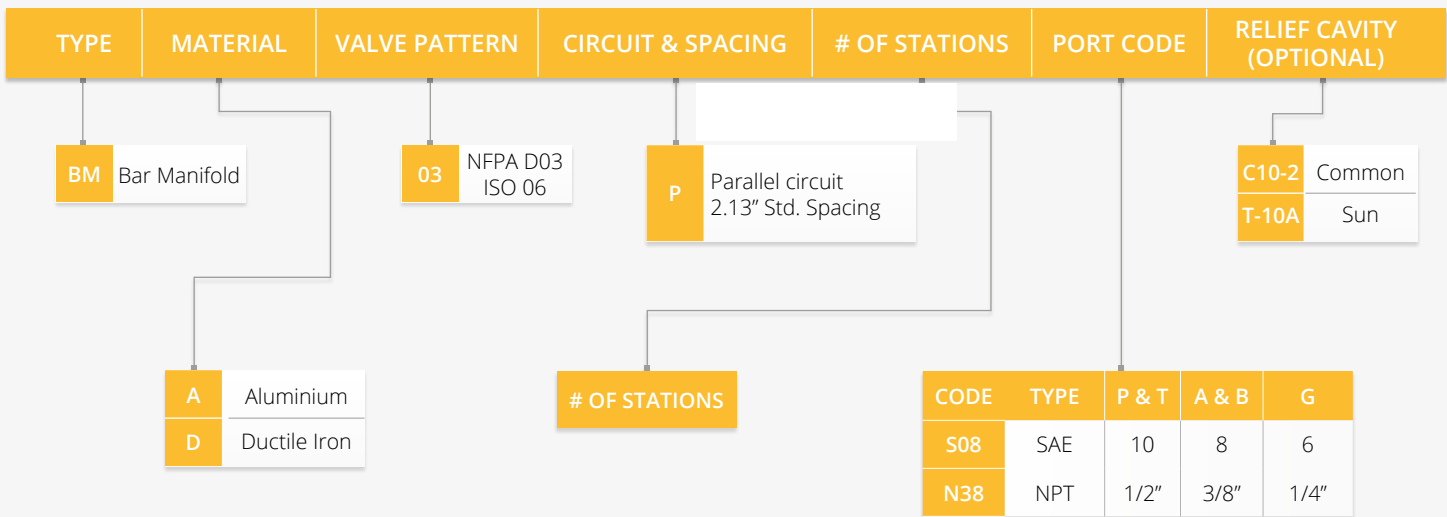 TYPE MATERIAL VALVE PATTERN CIRCUIT & SPACING # OF STATIONS PORT CODE RELIEF CAVITY
(OPTIONAL)
BM Bar Manifold
03 NFPA D03
ISO 06
P Parallel circuit
2.13” Std. Spacing
C10-2 Common
T-10A Sun
A Aluminium
D Ductile Iron
# OF STATIONS
CODE TYPE P & T A & B G
S08 SAE 10 8 6
N38 NPT 1/2” 3/8” 1/4”